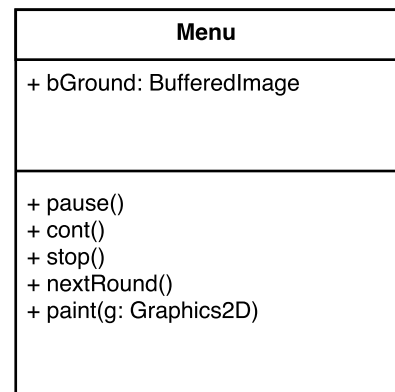 Menu
+ bGround: BufferedImage
+ pause()
+ cont()
+ stop()
+ nextRound()
+ paint(g: Graphics2D)